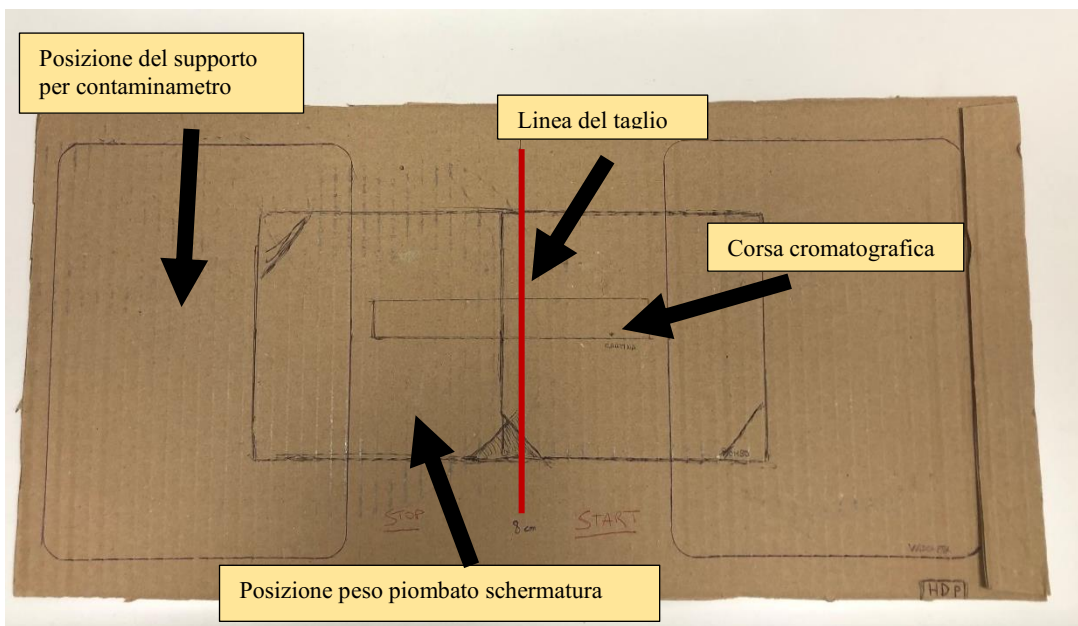 Posizione del supporto
per contaminametro
Linea del taglio
Corsa cromatografica
STOP
8 cm
START
HDP
Posizione peso piombato schermatura